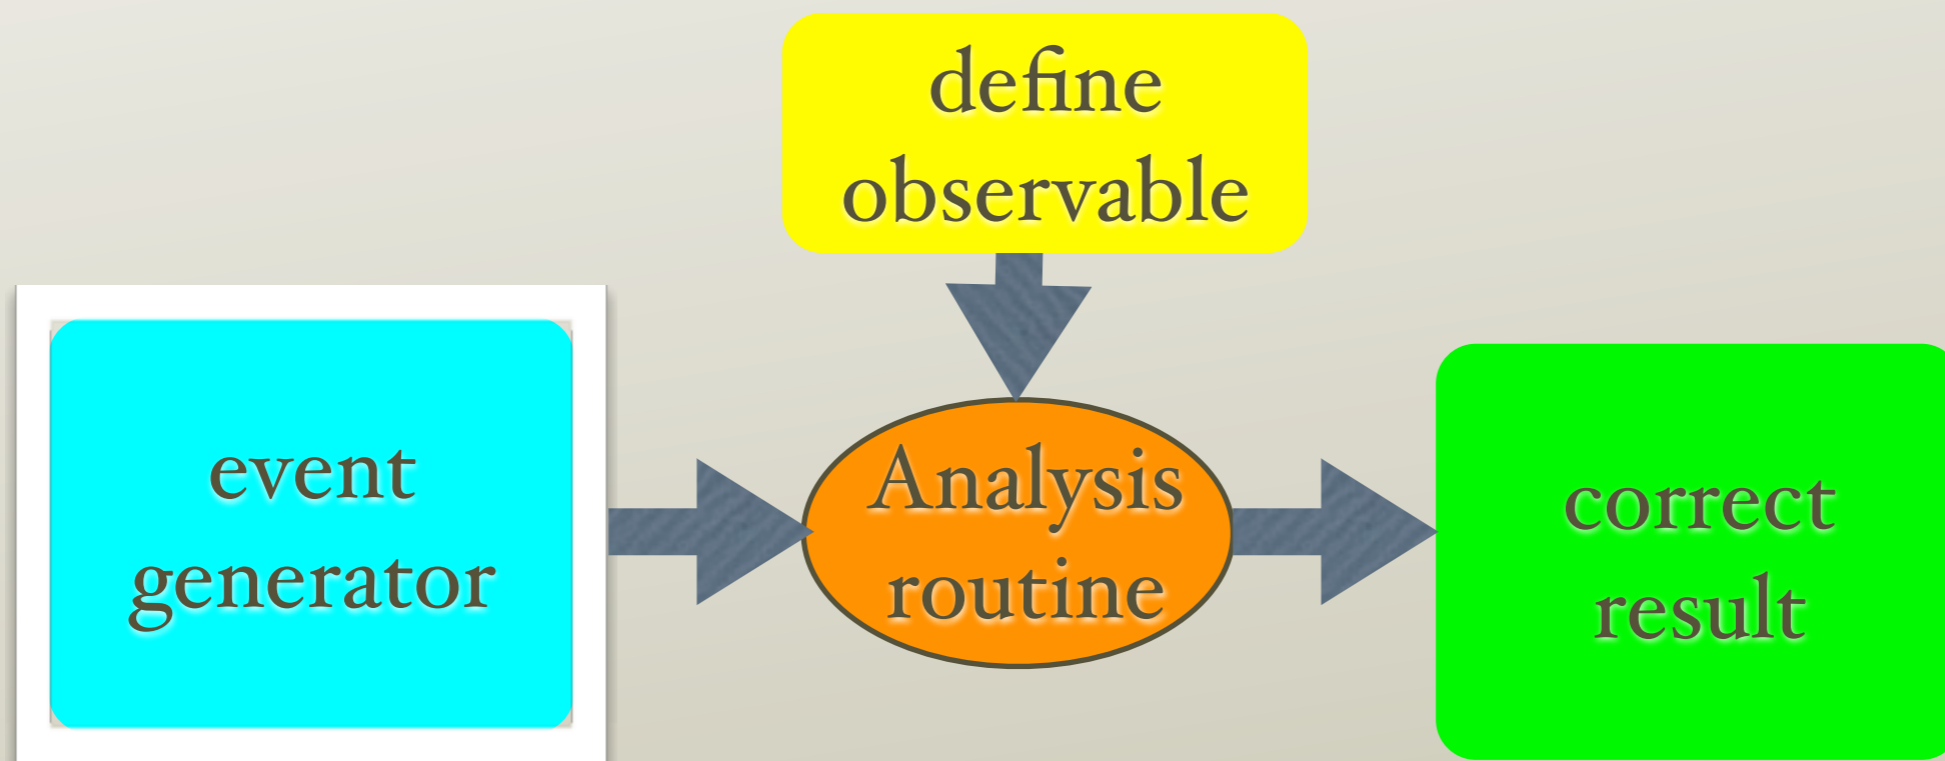 define
observable
event
generator
Analysis
routine
correct
result